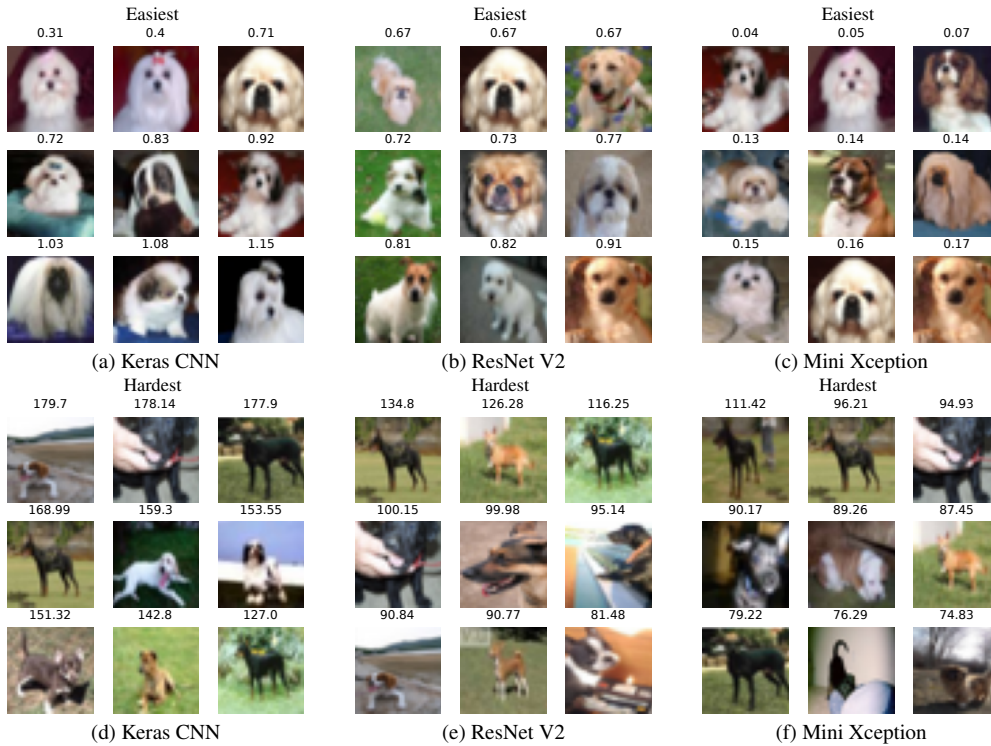 Easiest Easiest Easiest
0.31 0.4 0.71 0.67 0.67 0.67 0.04 0.05 0.07
0.72 0.83 0.92 0.72 0.73 0.77 0.13 0.14 0.14
1.03 1.08 1.15 0.81 0.82 0.91 0.15 0.16 0.17
(a) Keras CNN (b) ResNet V2 (c) Mini Xception
Hardest Hardest Hardest
179.7 178.14 177.9 134.8 126.28 116.25 111.42 96.21 94.93
168.99 159.3 153.55 100.15 99.98 95.14 90.17 89.26 87.45
151.32 142.8 127.0 90.84 90.77 81.48 79.22 76.29 74.83
(d) Keras CNN (e) ResNet V2 (f) Mini Xception